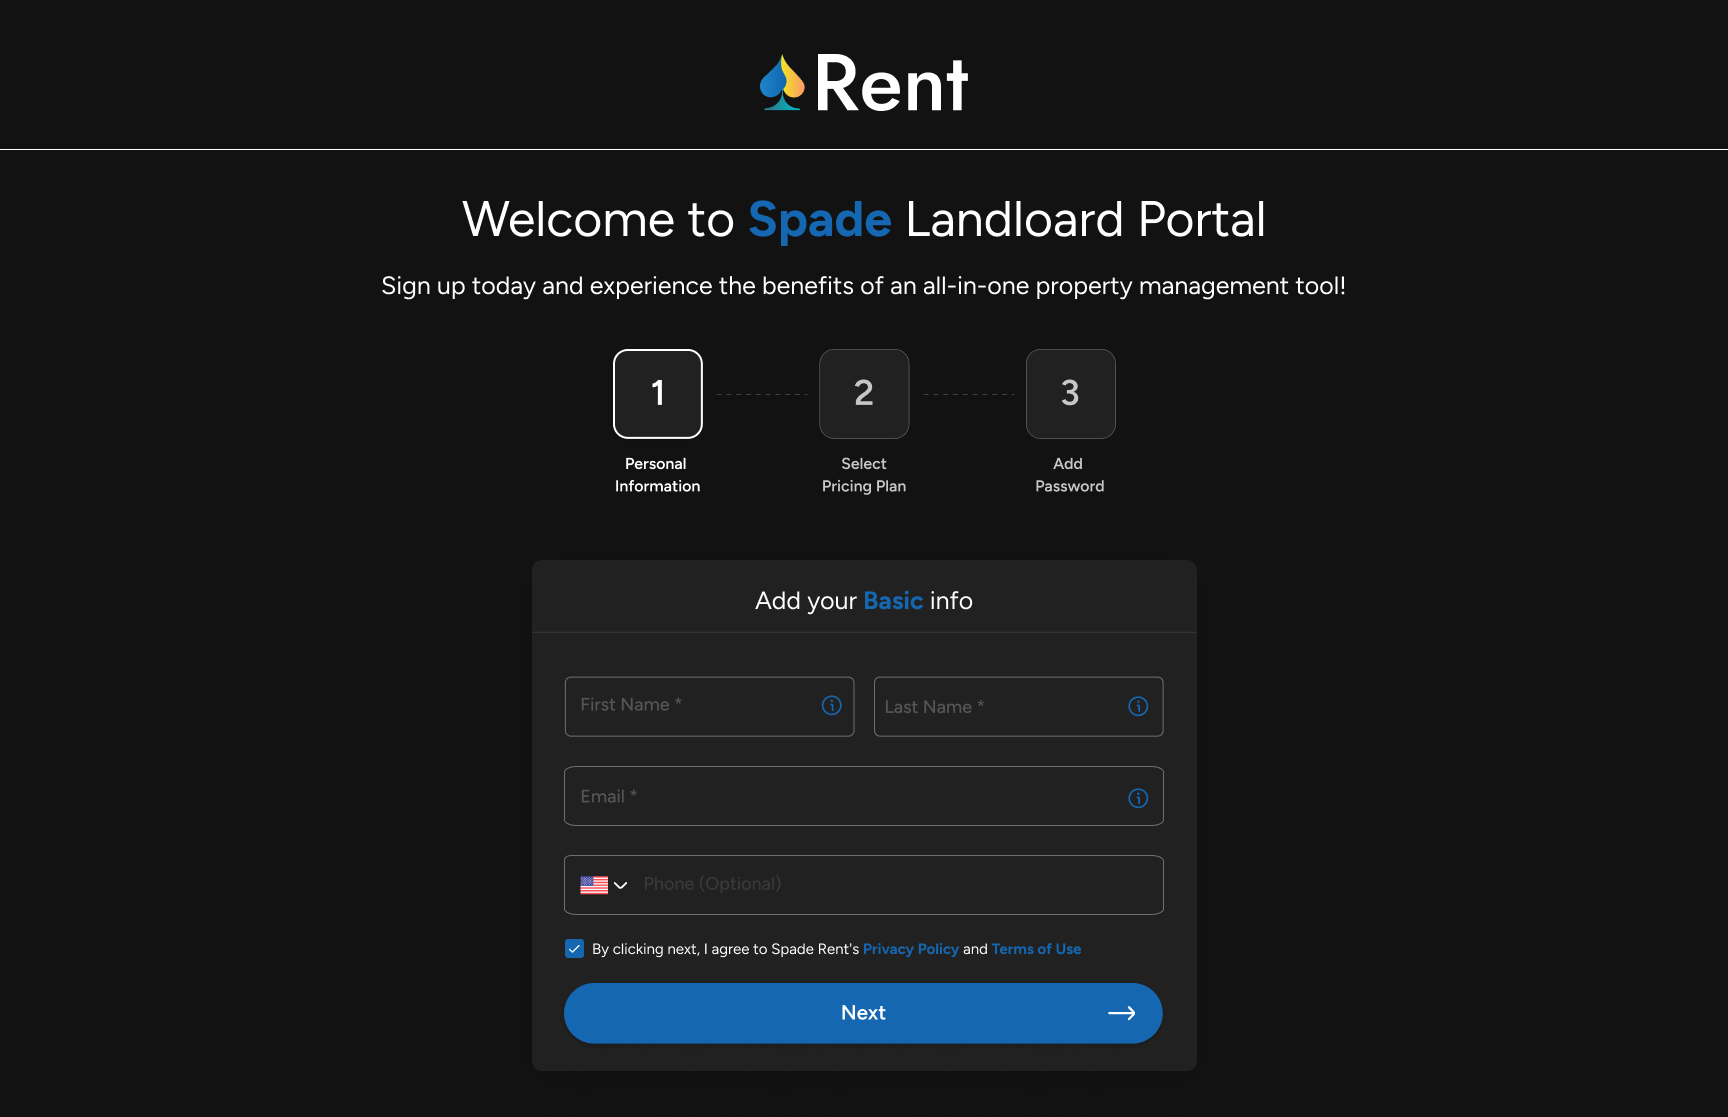 Rent
Welcome to Spade Landloard Portal
Sign up today and experience the benefits of an all-in-one property management tool!
1
2
3
Personal
Information
Select
Pricing Plan
Add
Password
Add your Basic info
First Name *
Last Name *
Email *
Phone (Optional)
By clicking next, I agree to Spade Rent's Privacy Policy and Terms of Use
Next